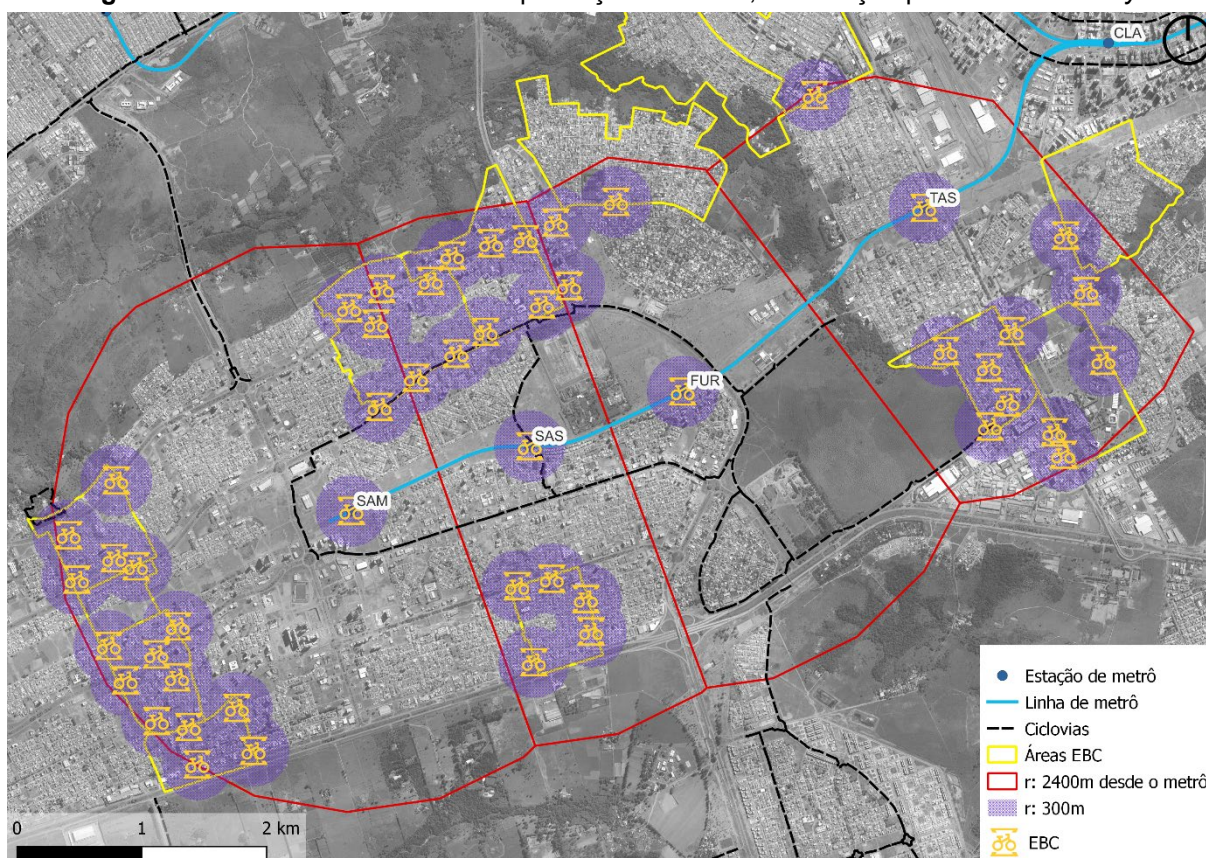 CLA
TAS
FUR
SAS
SAM
Estação de metrô
Linha de metrô
Ciclovias
Áreas EBC
r: 2400m desde o metrô
r: 300m
EBC
0 1 2 km